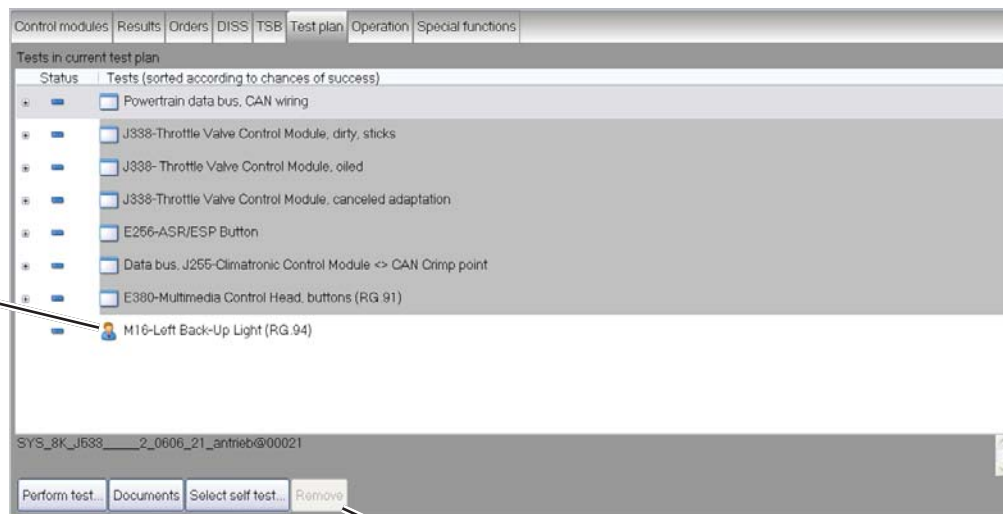 Control modules Results Orders DISS TSB Test plan Operation Special functions
Tests in current test plan
Status Tests (sorted according to chances of success)
Powertrain data bus, CAN wiring
J338-Throttle Valve Control Module, dirty, sticks
J338- Throttle Valve Control Module, oiled
J338-Throttle Valve Control Module, canceled adaptation
E256-ASR/ESP Button
Data bus, J255-Climatronic Control Module <> CAN Crimp point
E380-Multimedia Control Head, buttons (RG 91)
M16-Left Back-Up Light (RG.94)
SYS_8K_J533_____2_0606_21_antrieb@00021
Perform test... Documents Select self test... Remove